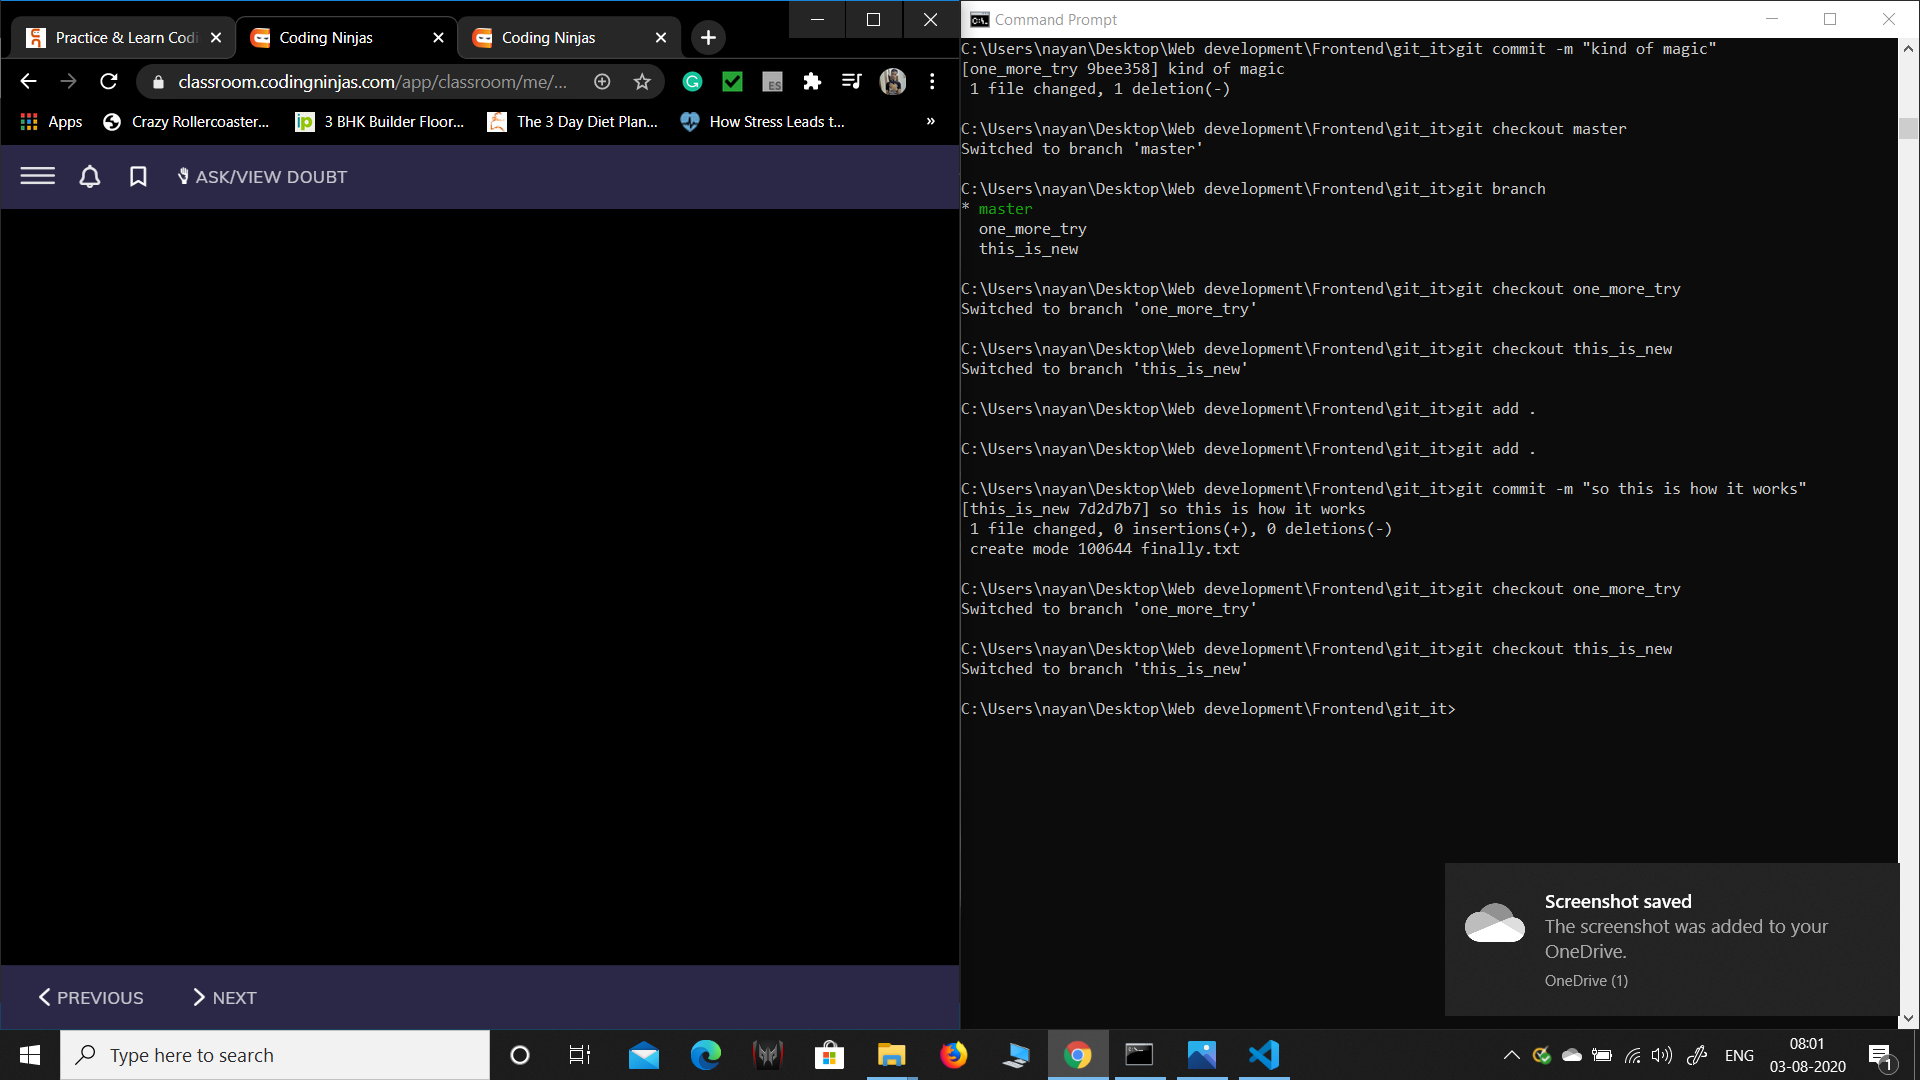 Practice & Learn Codi
Coding Ninjas
Coding Ninjas
classroom.codingninjas.com/app/classroom/me/...
ES
Apps
Crazy Rollercoaster...
3 BHK Builder Floor...
The 3 Day Diet Plan...
How Stress Leads t...
»
ASK/VIEW DOUBT
PREVIOUS
NEXT
Command Prompt
C:\Users\nayan\Desktop\Web development\Frontend\git_it>git commit -m "kind of magic"
[one_more_try 9bee358] kind of magic
1 file changed, 1 deletion(-)
C:\Users\nayan\Desktop\Web development\Frontend\git_it>git checkout master
Switched to branch 'master'
C:\Users\nayan\Desktop\Web development\Frontend\git_it>git branch
* master
one_more_try
this_is_new
C:\Users\nayan\Desktop\Web development\Frontend\git_it>git checkout one_more_try
Switched to branch 'one_more_try'
C:\Users\nayan\Desktop\Web development\Frontend\git_it>git checkout this_is_new
Switched to branch 'this_is_new'
C:\Users\nayan\Desktop\Web development\Frontend\git_it>git add .
C:\Users\nayan\Desktop\Web development\Frontend\git_it>git add .
C:\Users\nayan\Desktop\Web development\Frontend\git_it>git commit -m "so this is how it works"
[this_is_new 7d2d7b7] so this is how it works
1 file changed, 0 insertions(+), 0 deletions(-)
create mode 100644 finally.txt
C:\Users\nayan\Desktop\Web development\Frontend\git_it>git checkout one_more_try
Switched to branch 'one_more_try'
C:\Users\nayan\Desktop\Web development\Frontend\git_it>git checkout this_is_new
Switched to branch 'this_is_new'
C:\Users\nayan\Desktop\Web development\Frontend\git_it>
Screenshot saved
The screenshot was added to your
OneDrive.
OneDrive (1)
Type here to search
ENG
08:01
03-08-2020
1